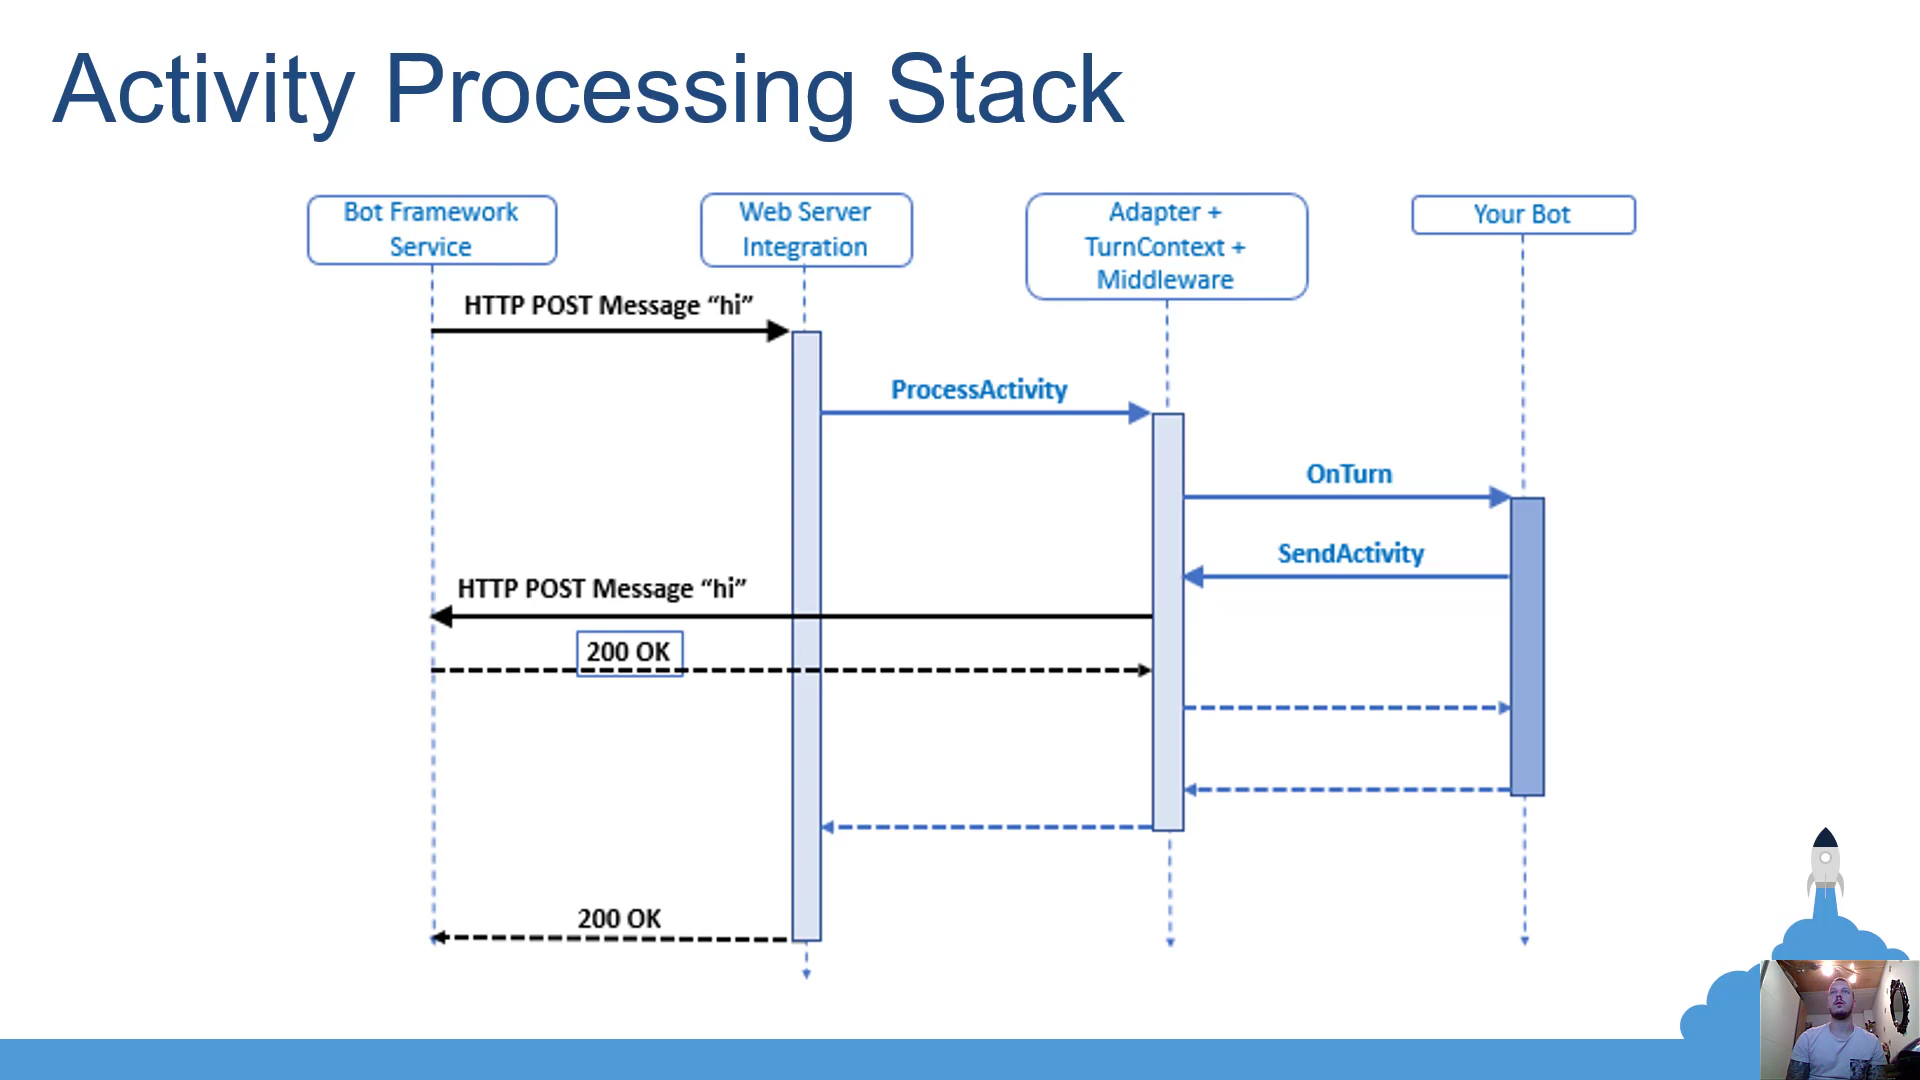 Activity Processing Stack
Bot Framework
Service
Web Server
Integration
Adapter +
TurnContext +
Middleware
Your Bot
HTTP POST Message “hi”
ProcessActivity
OnTurn
SendActivity
HTTP POST Message “hi”
200 OK
200 OK